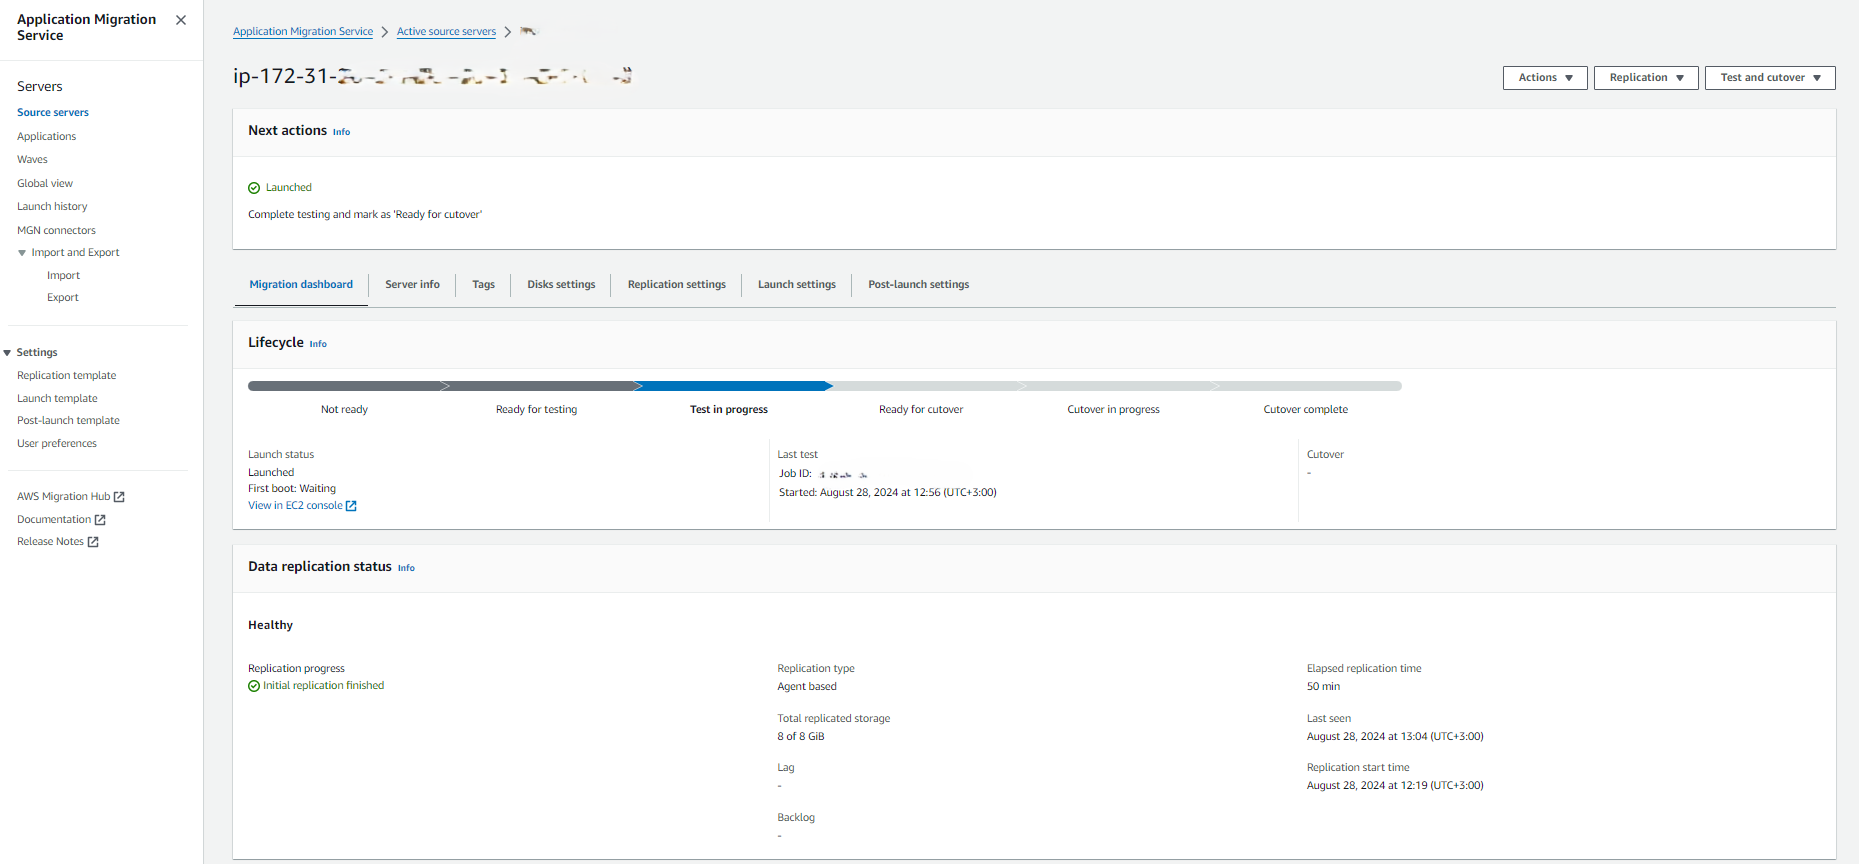 Application Migration Service
Servers
Source servers
Applications
Waves
Global view
Launch history
MGN connectors
Import and Export
Import
Export
Settings
Replication template
Launch template
Post-launch template
User preferences
AWS Migration Hub
Documentation
Release Notes
Application Migration Service > Active source servers >
ip-172-31-
Actions
Replication
Test and cutover
Next actions Info
Launched
Complete testing and mark as 'Ready for cutover'
Migration dashboard
Server info
Tags
Disks settings
Replication settings
Launch settings
Post-launch settings
Lifecycle Info
Not ready
Ready for testing
Test in progress
Ready for cutover
Cutover in progress
Cutover complete
Launch status
Launched
First boot: Waiting
View in EC2 console
Last test
Job ID:
Started: August 28, 2024 at 12:56 (UTC+3:00)
Cutover
-
Data replication status Info
Healthy
Replication progress
Initial replication finished
Replication type
Agent based
Total replicated storage
8 of 8 GiB
Lag
-
Backlog
-
Elapsed replication time
50 min
Last seen
August 28, 2024 at 13:04 (UTC+3:00)
Replication start time
August 28, 2024 at 12:19 (UTC+3:00)